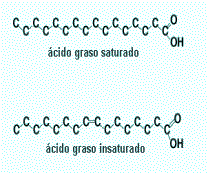 O
OH
ácido graso saturado
O
OH
ácido graso insaturado